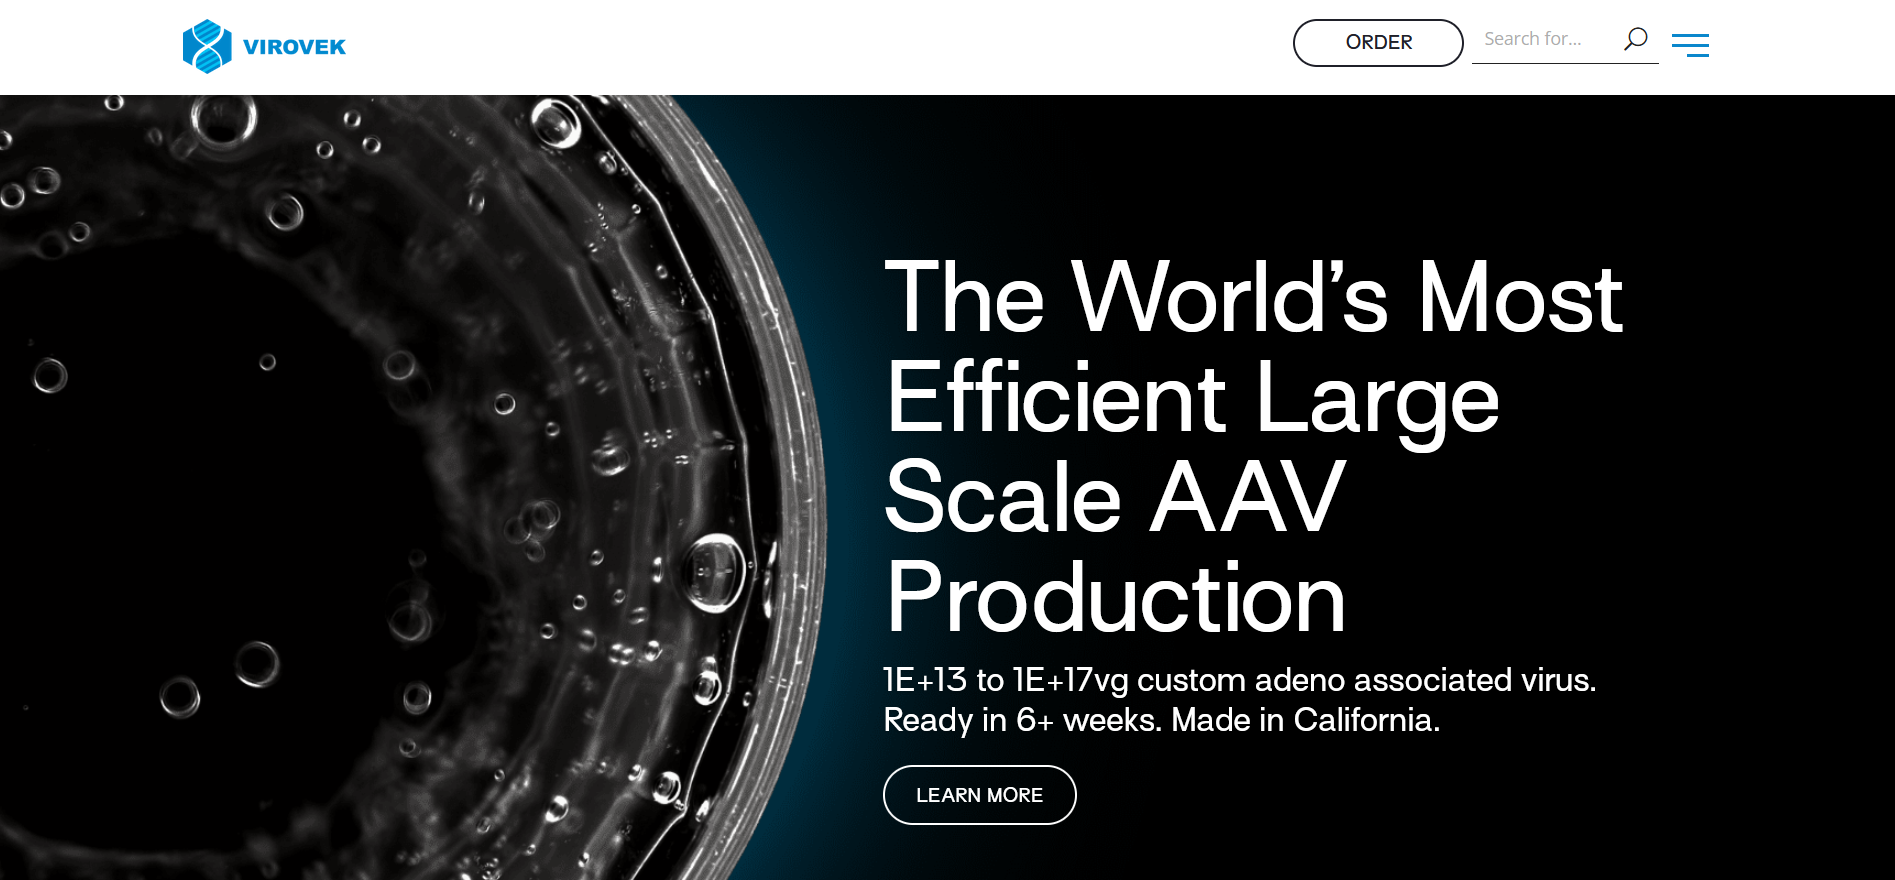 VIROVEK
ORDER
Search for...
The World’s Most
Efficient Large
Scale AAV
Production
1E+13 to 1E+17vg custom adeno associated virus.
Ready in 6+ weeks. Made in California.
LEARN MORE